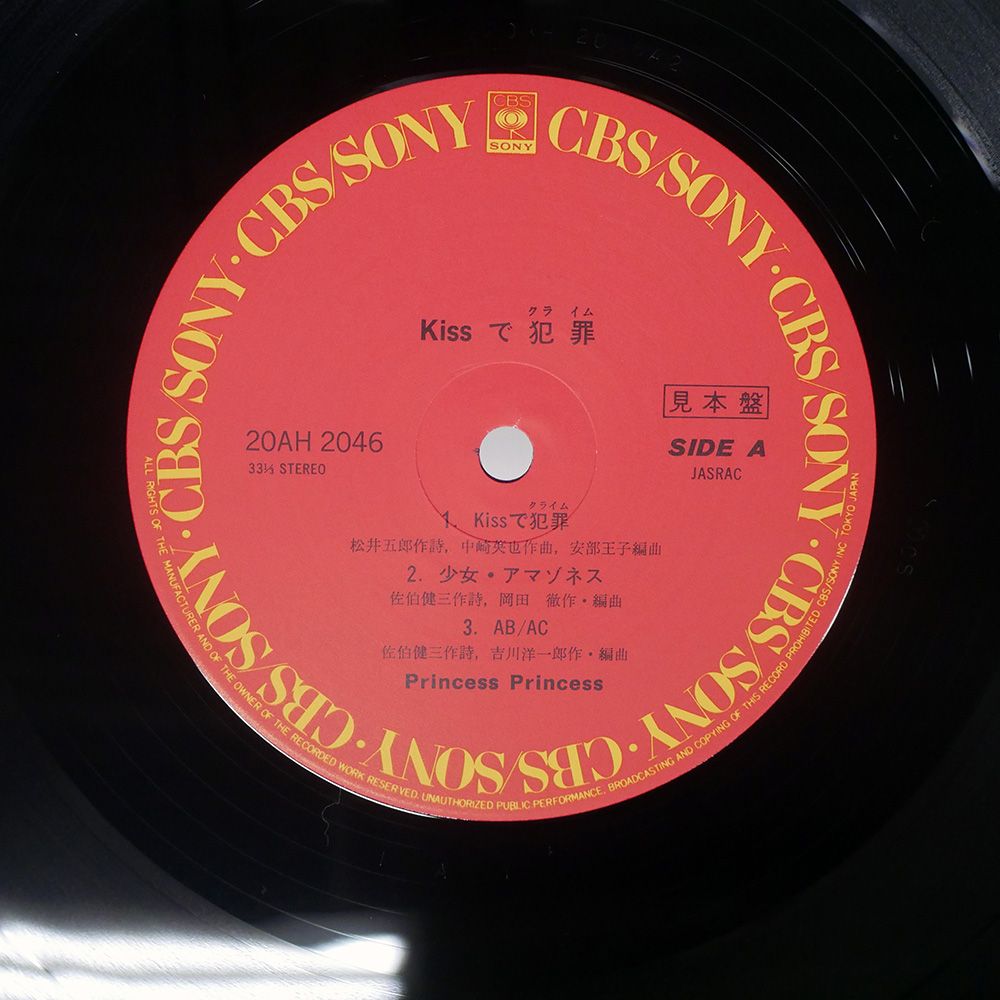 CBS
SONY
CBS/SONY · CBS/SONY · CBS/SONY · CBS/SONY · CBS/SONY · CBS/SONY · CBS/SONY · CBS/SONY
クライム
Kiss で 犯 罪
見本盤
20AH 2046
SIDE A
33⅓ STEREO
JASRAC
クライム
1. Kissで犯罪
松井五郎作詩, 中崎英也作曲, 安部王子編曲
2. 少女・アマゾネス
佐伯健三作詩, 岡田 徹作・編曲
3. AB/AC
佐伯健三作詩, 吉川洋一郎作・編曲
Princess Princess
ALL RIGHTS OF THE MANUFACTURER AND OF THE OWNER OF THE RECORDED WORK RESERVED. UNAUTHORIZED PUBLIC PERFORMANCE, BROADCASTING AND COPYING OF THIS RECORD PROHIBITED CBS/SONY INC. TOKYO JAPAN